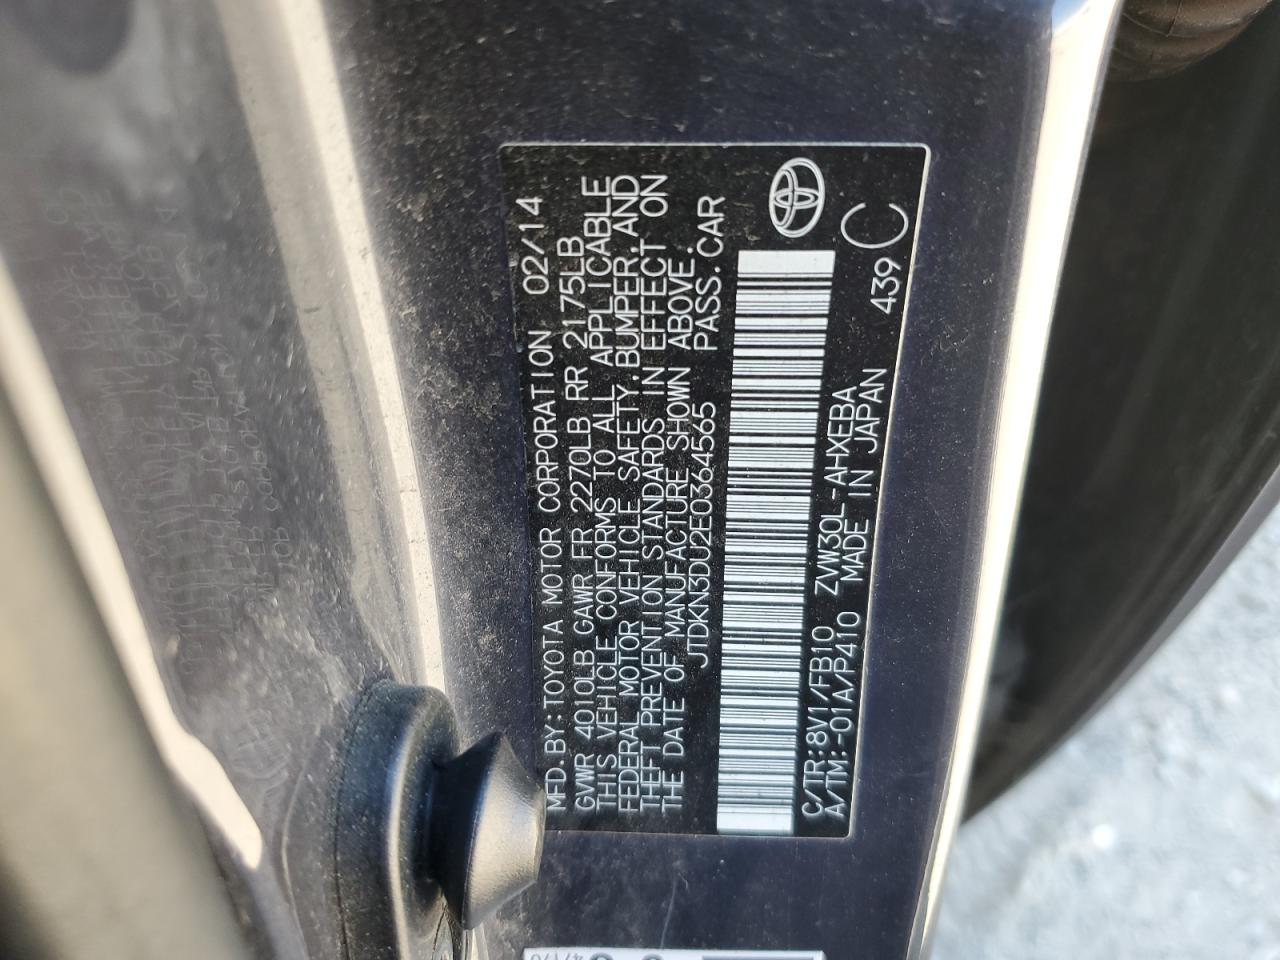 MFD.BY:TOYOTA MOTOR CORPORATION 02/14
GVWR 4010LB GAWR FR 2270LB RR 2175LB
THIS VEHICLE CONFORMS TO ALL APPLICABLE
FEDERAL MOTOR VEHICLE SAFETY,BUMPER,AND
THEFT PREVENTION STANDARDS IN EFFECT ON
THE DATE OF MANUFACTURE SHOWN ABOVE.
JTDKN3DU2E0364565 PASS.CAR
C/TR:8V1/FB10 ZVW30L-AHXEBA
A/TM:-01A/P410 MADE IN JAPAN 439 C